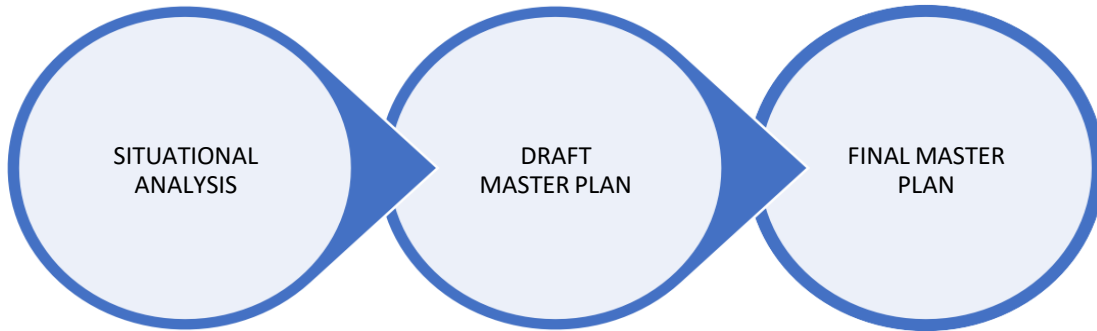 SITUATIONAL
ANALYSIS
DRAFT
MASTER PLAN
FINAL MASTER
PLAN